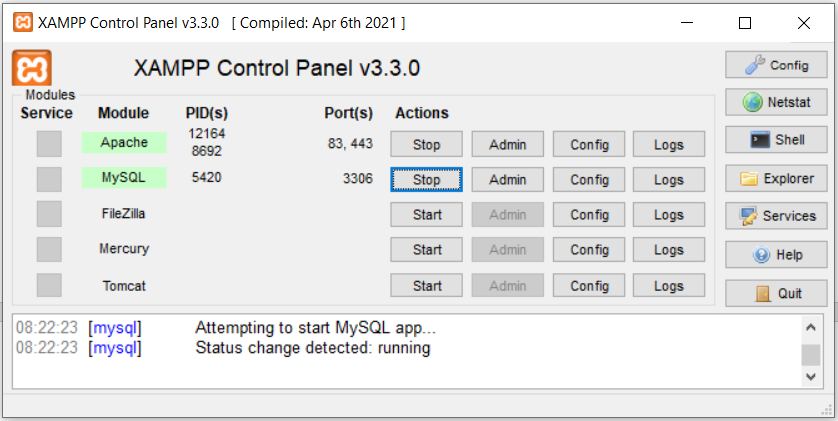 XAMPP Control Panel v3.3.0 [ Compiled: Apr 6th 2021 ]
XAMPP Control Panel v3.3.0
Config
Modules
Service Module PID(s) Port(s) Actions
Netstat
Apache 12164 8692 83, 443 Stop Admin Config Logs
Shell
MySQL 5420 3306 Stop Admin Config Logs
Explorer
FileZilla Start Admin Config Logs
Services
Mercury Start Admin Config Logs
Help
Tomcat Start Admin Config Logs
Quit
08:22:23 [mysql] Attempting to start MySQL app...
08:22:23 [mysql] Status change detected: running